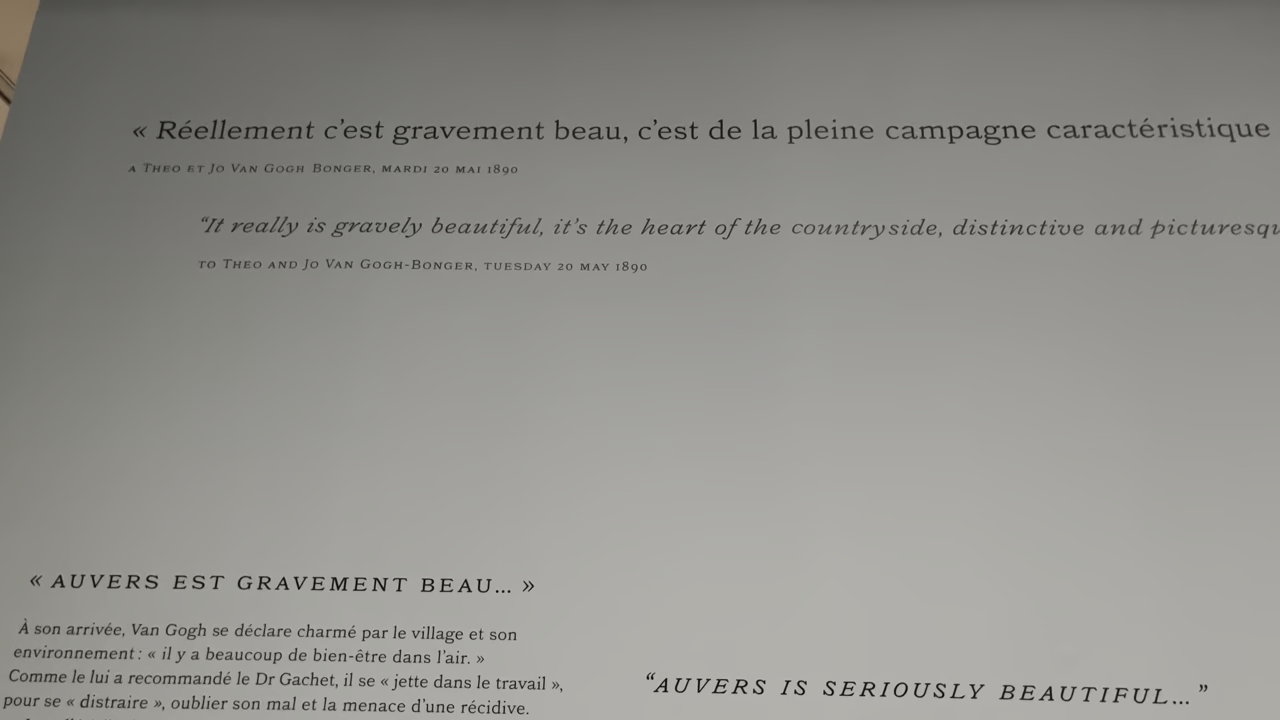 « Réellement c’est gravement beau, c’est de la pleine campagne caractéristique
A Theo et Jo Van Gogh Bonger, mardi 20 mai 1890
“It really is gravely beautiful, it’s the heart of the countryside, distinctive and
to Theo and Jo Van Gogh-Bonger, Tuesday 20 May 1890
« AUVERS EST GRAVEMENT BEAU... »
À son arrivée, Van Gogh se déclare charmé par le village et son
environnement : « il y a beaucoup de bien-être dans l’air. »
Comme le lui a recommandé le Dr Gachet, il se « jette dans le travail »,
pour se « distraire », oublier son mal et la menace d’une récidive.
“AUVERS IS SERIOUSLY BEAUTIFUL...”